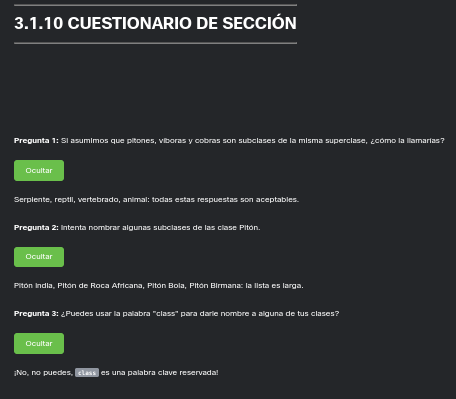 3.1.10 CUESTIONARIO DE SECCIÓN
Pregunta 1: Si asumimos que pitones, víboras y cobras son subclases de la misma superclase, ¿cómo la llamarías?
Ocultar
Serpiente, reptil, vertebrado, animal: todas estas respuestas son aceptables.
Pregunta 2: Intenta nombrar algunas subclases de las clase Pitón.
Ocultar
Pitón India, Pitón de Roca Africana, Pitón Bola, Pitón Birmana: la lista es larga.
Pregunta 3: ¿Puedes usar la palabra "class" para darle nombre a alguna de tus clases?
Ocultar
¡No, no puedes, class es una palabra clave reservada!